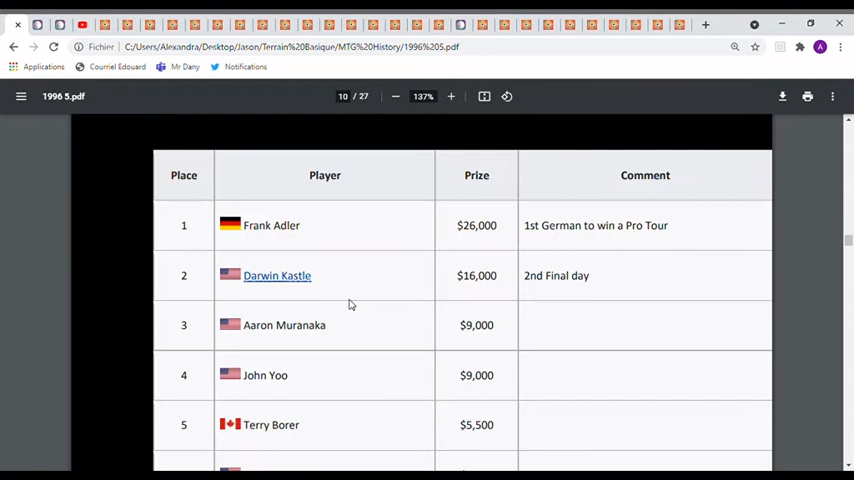 Fichier C:/Users/Alexandra/Desktop/Jason/Terrain%20Basique/MTG%20History/1996%205.pdf
A
Applications Courriel Edouard Mr Dany Notifications
1996 5.pdf 10 / 27 137%
Place Player Prize Comment
1 Frank Adler $26,000 1st German to win a Pro Tour
2 Darwin Kastle $16,000 2nd Final day
3 Aaron Muranaka $9,000
4 John Yoo $9,000
5 Terry Borer $5,500